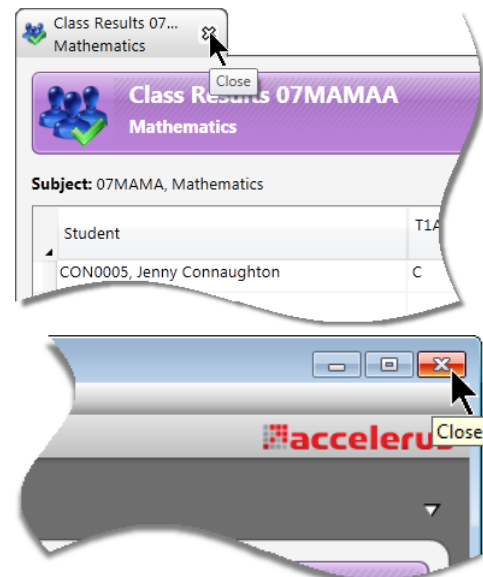 Class Results 07...
Mathematics
Close
Class Results 07MAMAA
Mathematics
Subject: 07MAMA, Mathematics
Student T1A
CON0005, Jenny Connaughton C
accelerus
Close